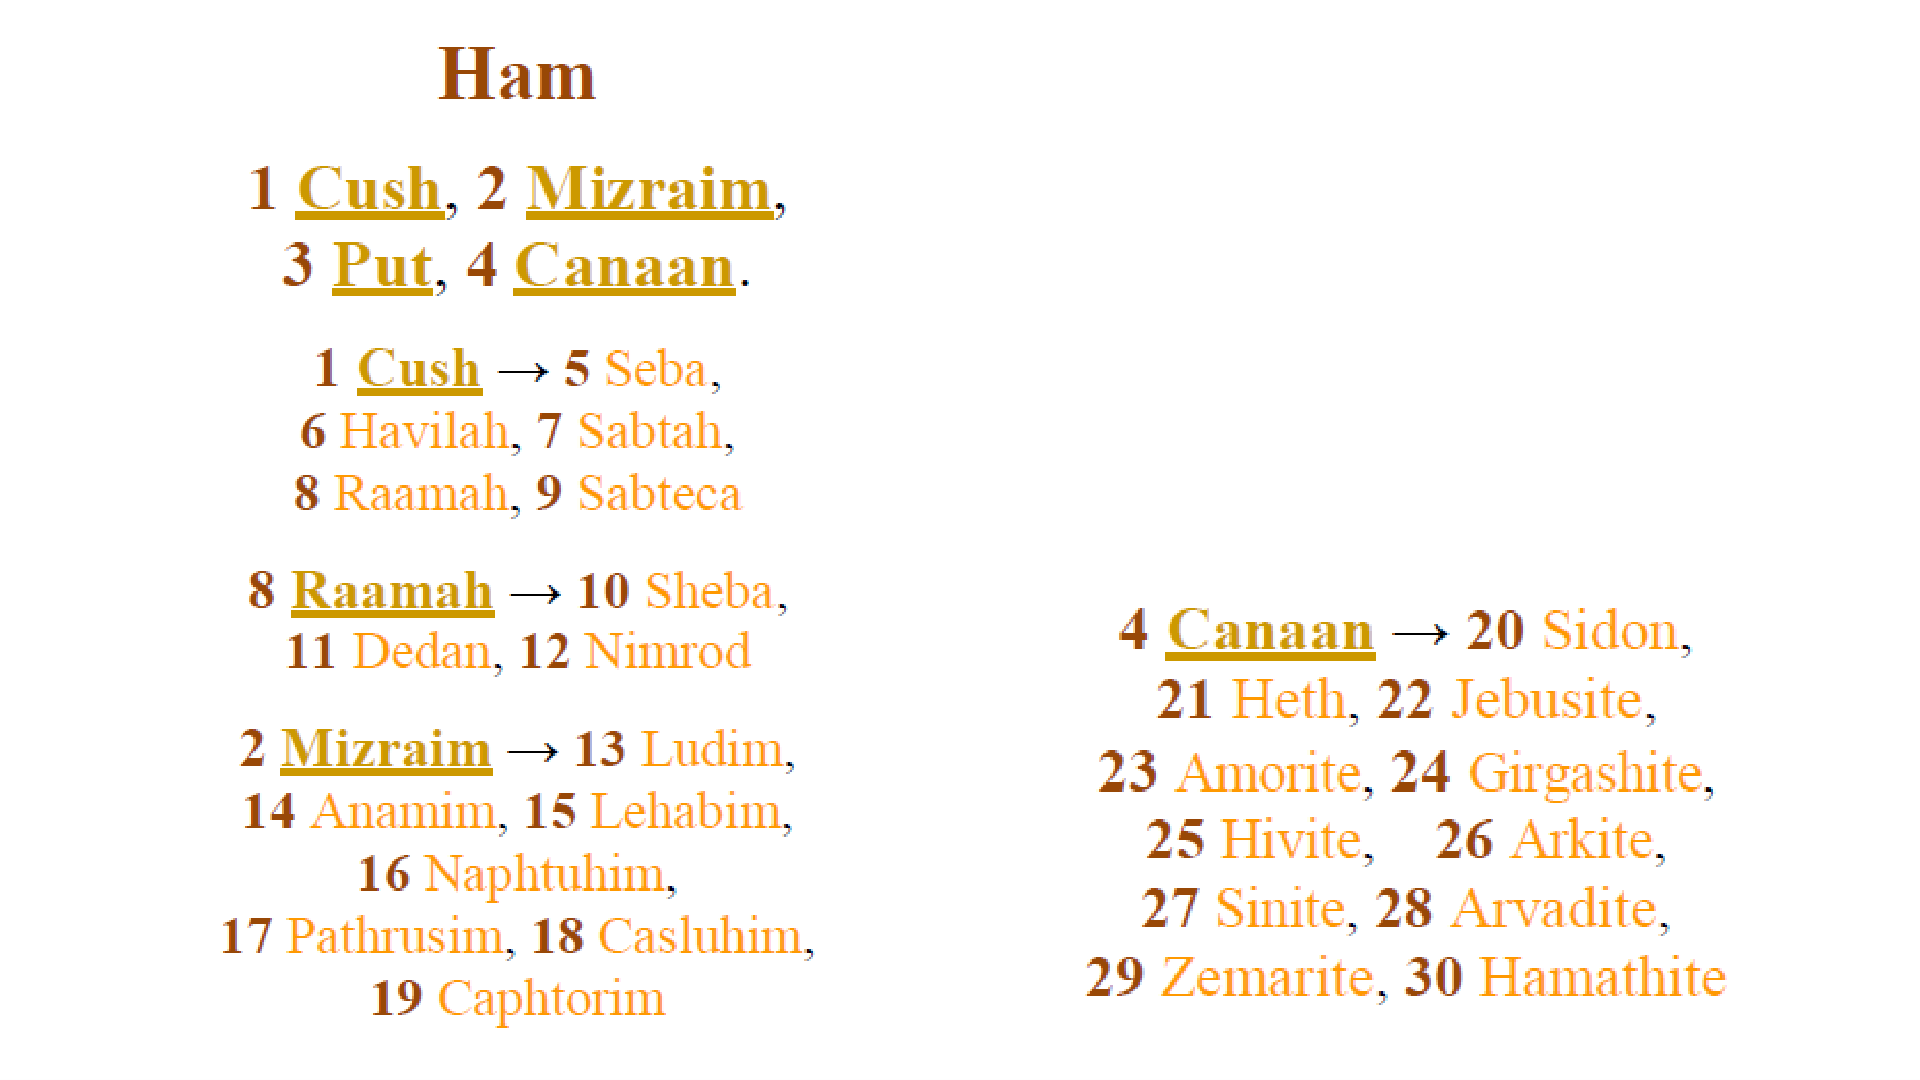 Ham
1 Cush, 2 Mizraim,
3 Put, 4 Canaan.
1 Cush → 5 Seba,
6 Havilah, 7 Sabtah,
8 Raamah, 9 Sabteca
8 Raamah → 10 Sheba,
11 Dedan, 12 Nimrod
2 Mizraim → 13 Ludim,
14 Anamim, 15 Lehabim,
16 Naphtuhim,
17 Pathrusim, 18 Casluhim,
19 Caphtorim
4 Canaan → 20 Sidon,
21 Heth, 22 Jebusite,
23 Amorite, 24 Girgashite,
25 Hivite, 26 Arkite,
27 Sinite, 28 Arvadite,
29 Zemarite, 30 Hamathite